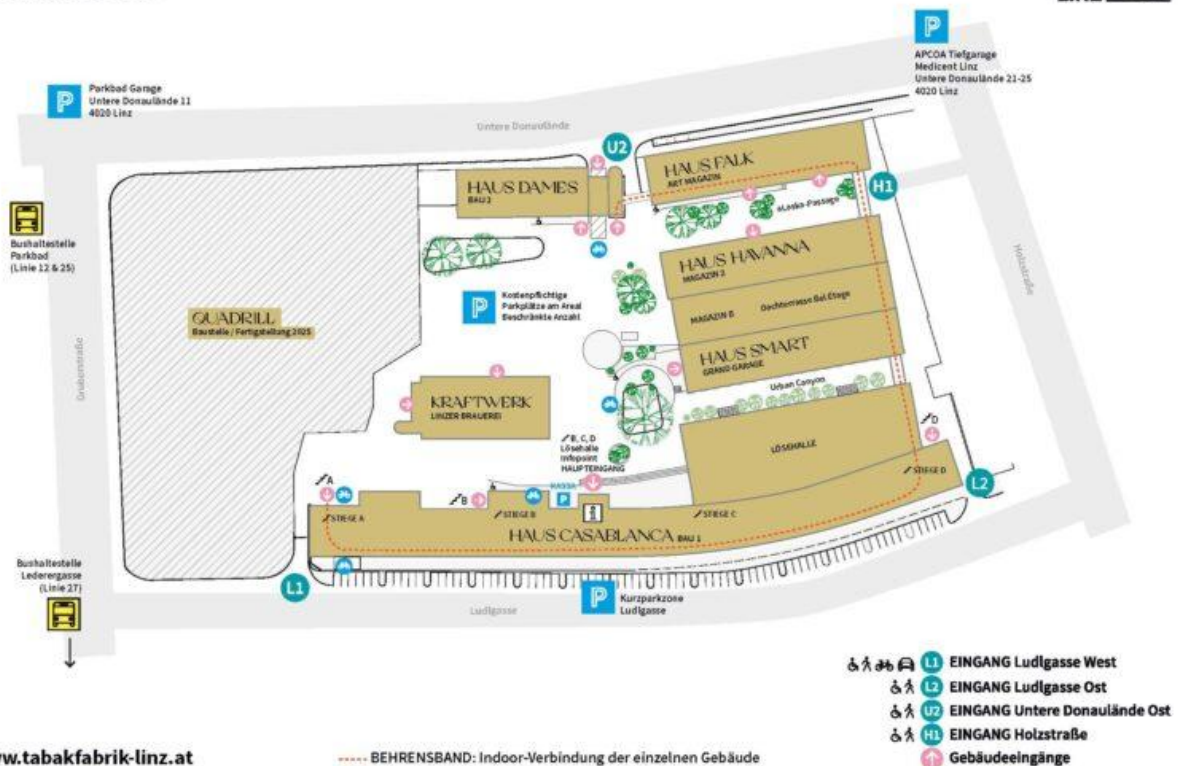 APCOA Tiefgarage
Medicent Linz
Untere Donaulände 21-25
4020 Linz
P
P
Parkbad Garage
Untere Donaulände 11
4020 Linz
Untere Donaulände
U2
HAUS FALK
ART MAGAZIN
HAUS DAMES
BAU 2
H1
eLaska-Passage
Bushaltestelle
Parkbad
(Linie 12 & 25)
HAUS HAVANNA
MAGAZIN 2
Holzstraße
P
Kostenpflichtige
Parkplätze am Areal
Beschränkte Anzahl
QUADRILL
Baustelle / Fertigstellung 2025
MAGAZIN B
Dachterrasse Bel Etage
HAUS SMART
GRAND GARAGE
Gruberstraße
Urban Canyon
KRAFTWERK
LINZER BRAUEREI
B, C, D
Lösehalle
Infopoint
HAUPTEINGANG
LÖSEHALLE
D
A
B
KASSA
P
STIEGE D
L2
STIEGE A
STIEGE B
STIEGE C
HAUS CASABLANCA BAU 1
Bushaltestelle
Lederergasse
(Linie 27)
L1
Ludlgasse
P
Kurzparkzone
Ludlgasse
L1 EINGANG Ludlgasse West
L2 EINGANG Ludlgasse Ost
U2 EINGANG Untere Donaulände Ost
H1 EINGANG Holzstraße
Gebäudeeingänge
w.tabakfabrik-linz.at
BEHRENSBAND: Indoor-Verbindung der einzelnen Gebäude